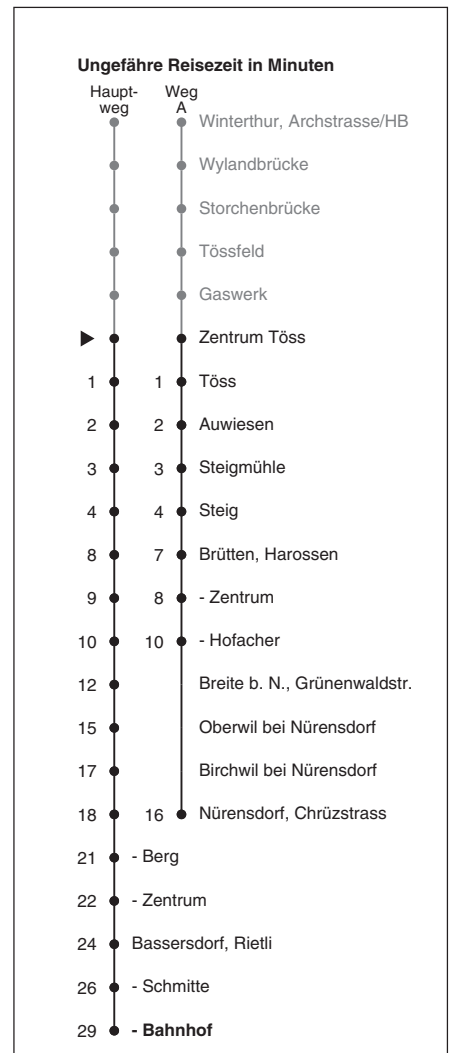 Ungefähre Reisezeit in Minuten
Haupt- Weg
weg A
Winterthur, Archstrasse/HB
Wylandbrücke
Storchenbrücke
Tössfeld
Gaswerk
Zentrum Töss
1 1 Töss
2 2 Auwiesen
3 3 Steigmühle
4 4 Steig
8 7 Brütten, Harossen
9 8 - Zentrum
10 10 - Hofacher
12 Breite b. N., Grünenwaldstr.
15 Oberwil bei Nürensdorf
17 Birchwil bei Nürensdorf
18 16 Nürensdorf, Chrüzstrass
21 - Berg
22 - Zentrum
24 Bassersdorf, Rietli
26 - Schmitte
29 - Bahnhof